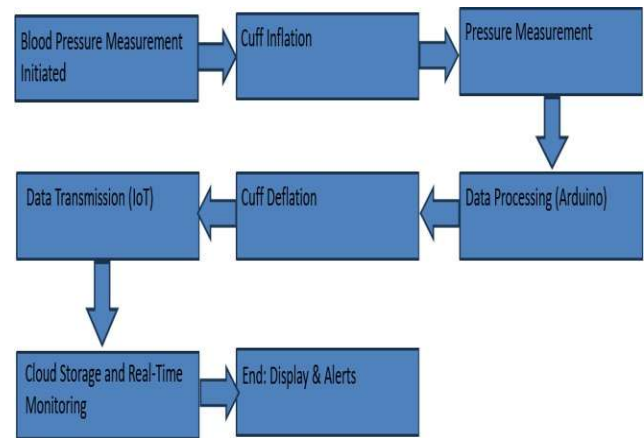 Blood Pressure Measurement
Initiated
Cuff Inflation
Pressure Measurement
Data Processing (Arduino)
Cuff Deflation
Data Transmission (IoT)
Cloud Storage and Real-Time
Monitoring
End: Display & Alerts